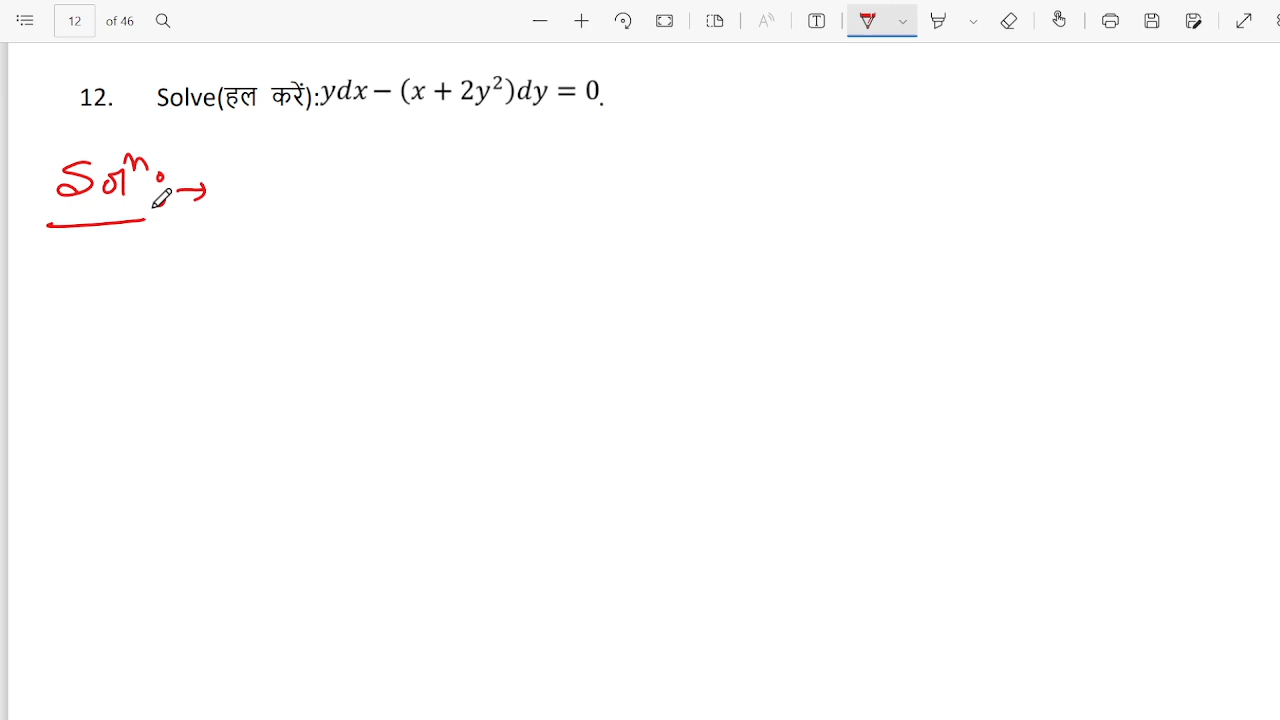 12 of 46
12. Solve(हल करें):ydx − (x + 2y²)dy = 0.
Solⁿ: →